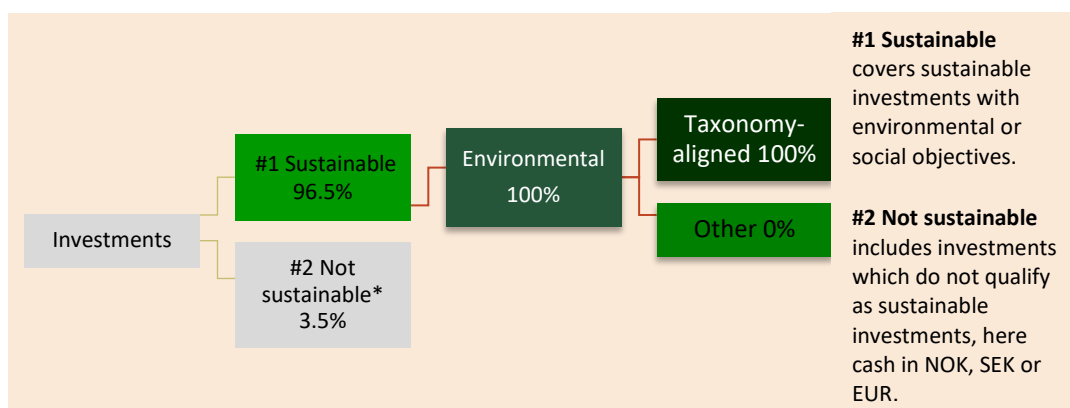 Investments
#1 Sustainable
96.5%
#2 Not
sustainable*
3.5%
Environmental
100%
Taxonomy-
aligned 100%
Other 0%
#1 Sustainable
covers sustainable
investments with
environmental or
social objectives.
#2 Not sustainable
includes investments
which do not qualify
as sustainable
investments, here
cash in NOK, SEK or
EUR.